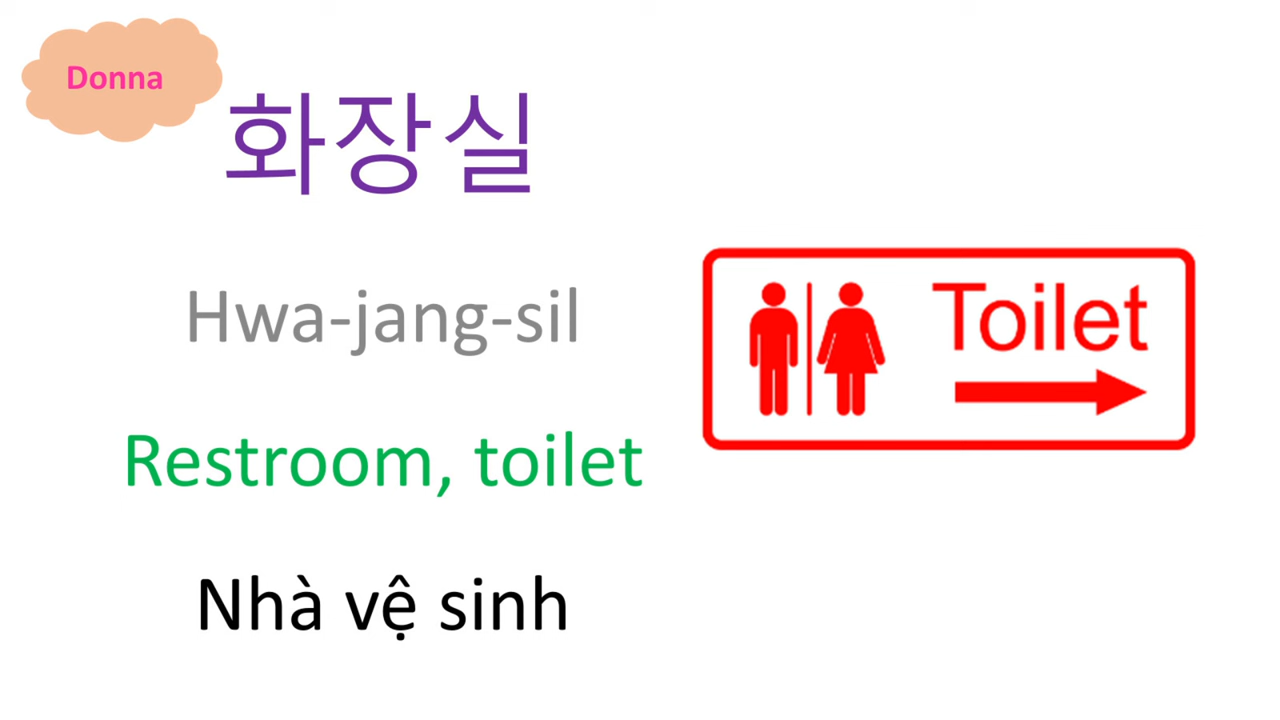 Donna
화장실
Hwa-jang-sil
Restroom, toilet
Nhà vệ sinh
Toilet